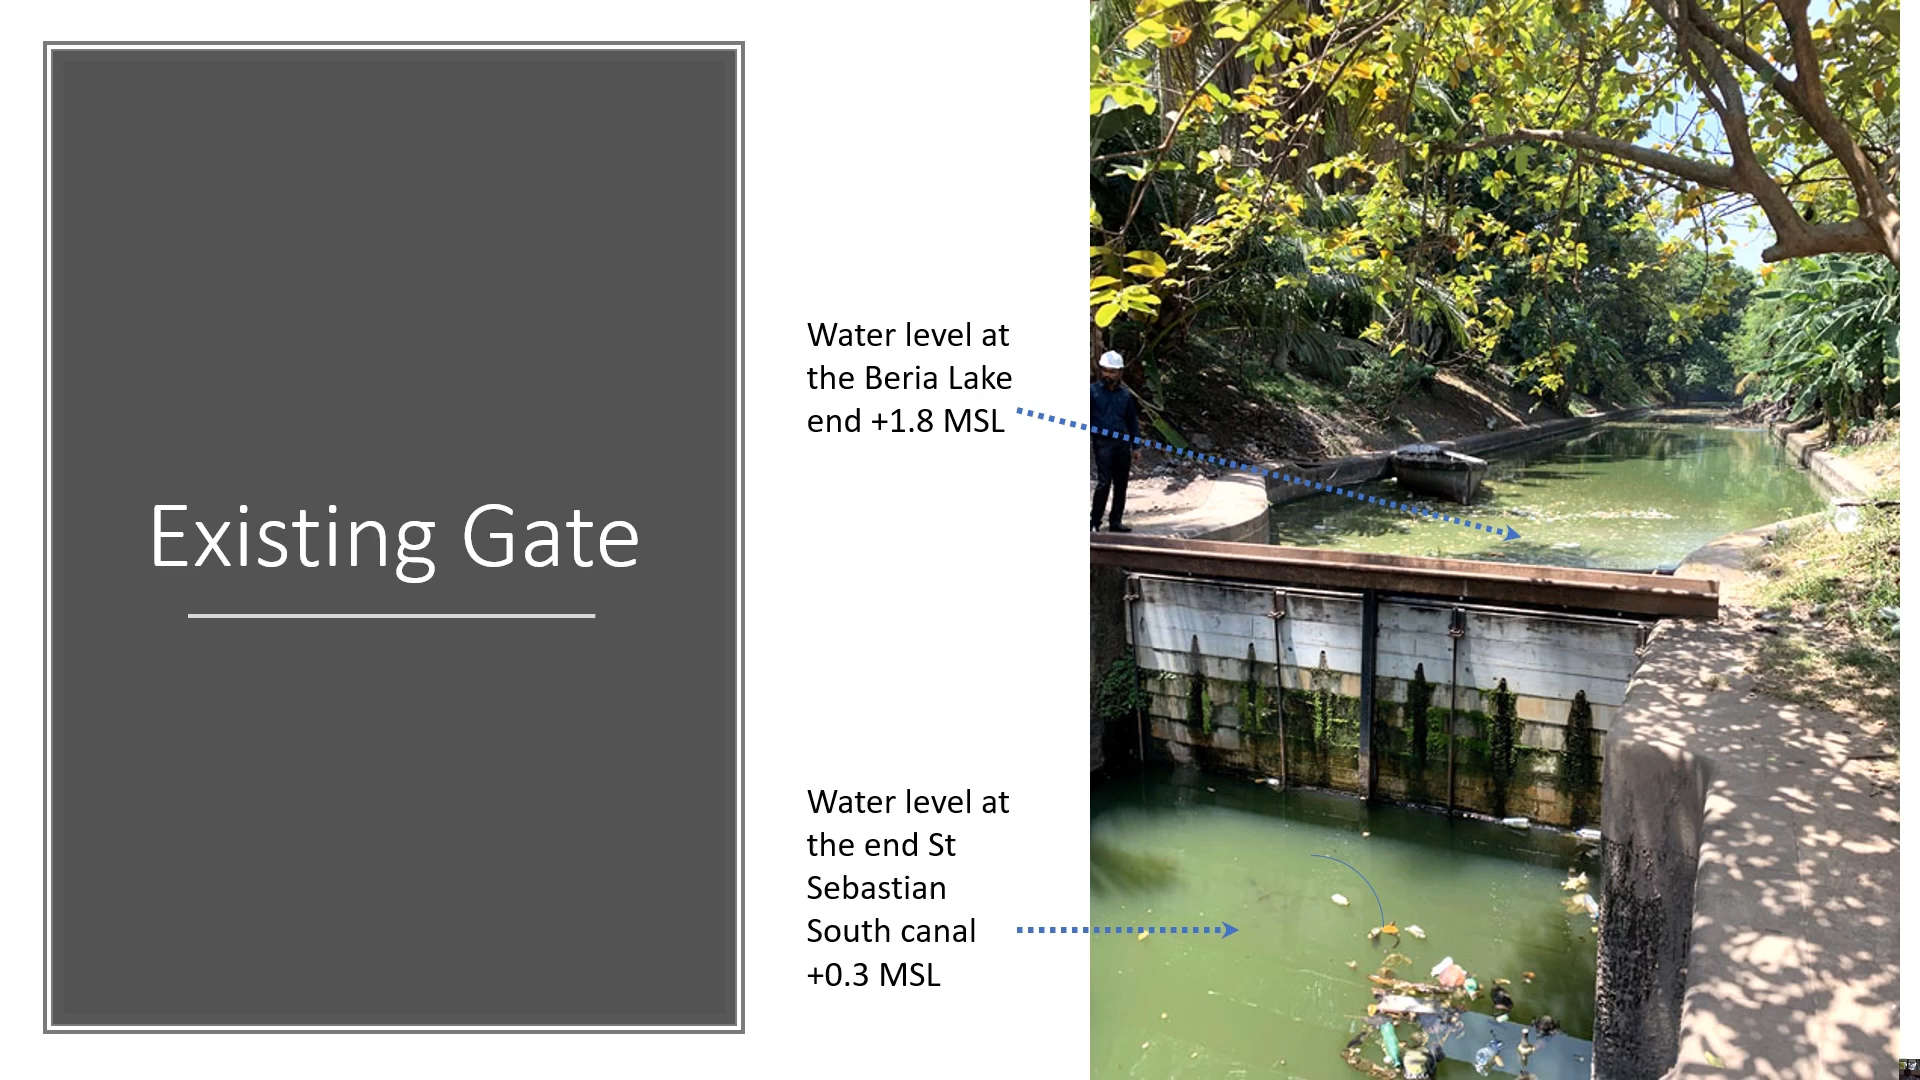 Existing Gate
Water level at
the Beria Lake
end +1.8 MSL
Water level at
the end St
Sebastian
South canal
+0.3 MSL